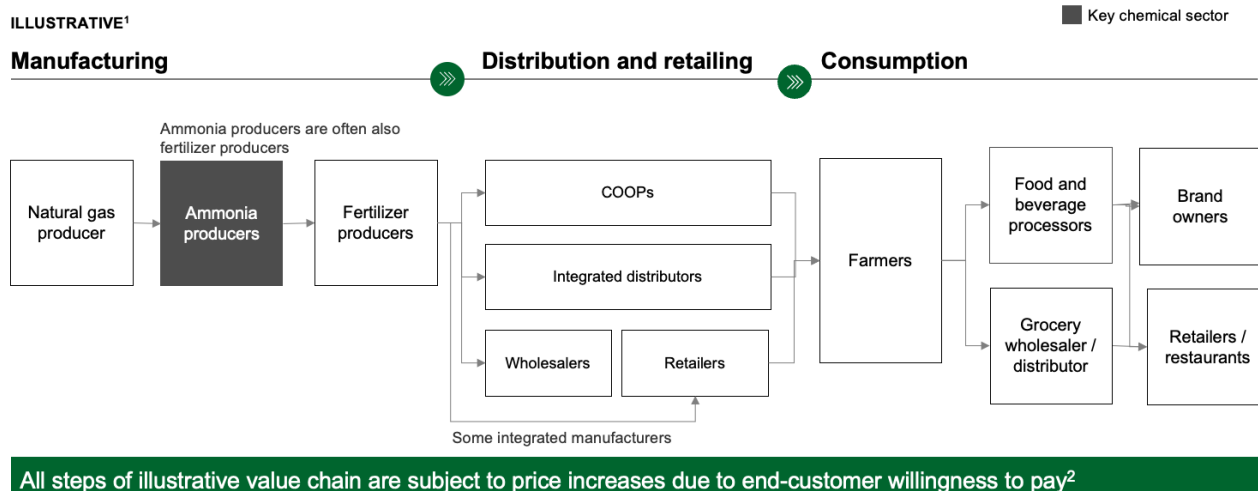 ILLUSTRATIVE¹
Key chemical sector
Manufacturing
Distribution and retailing
Consumption
Ammonia producers are often also
fertilizer producers
Natural gas
producer
Ammonia
producers
Fertilizer
producers
COOPs
Integrated distributors
Wholesalers
Retailers
Some integrated manufacturers
Farmers
Food and
beverage
processors
Grocery
wholesaler /
distributor
Brand
owners
Retailers /
restaurants
All steps of illustrative value chain are subject to price increases due to end-customer willingness to pay²